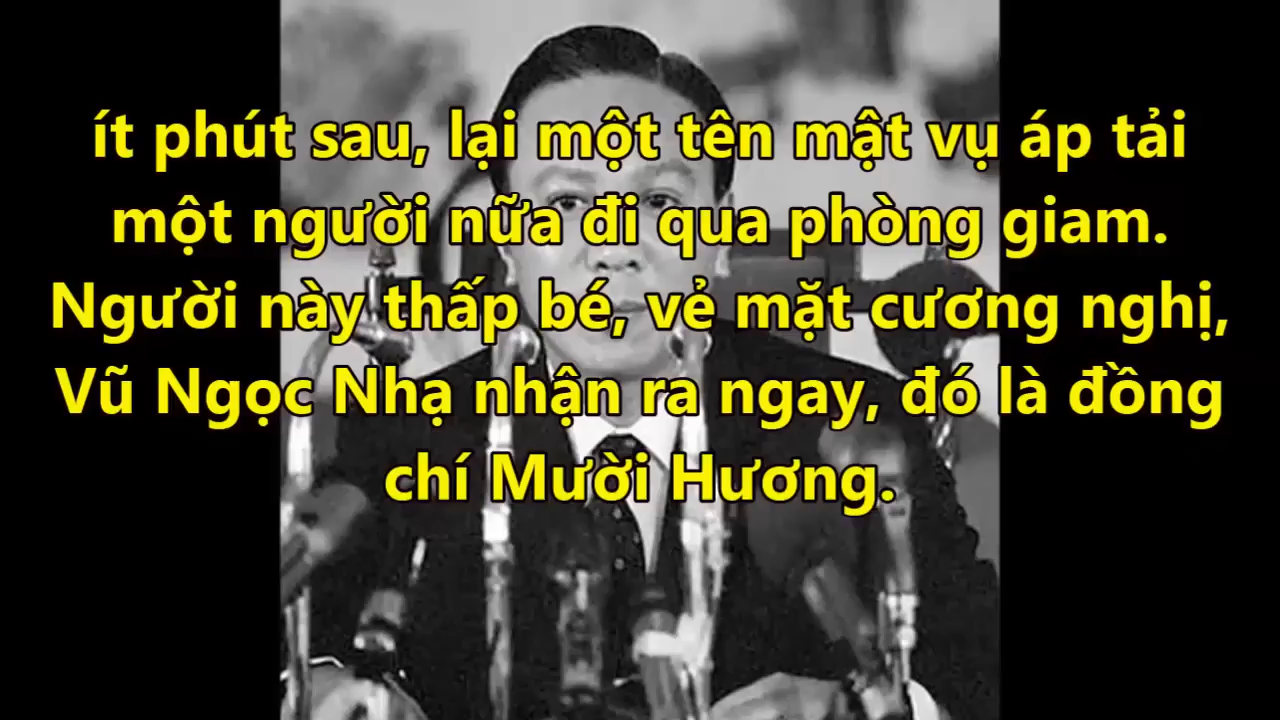 ít phút sau, lại một tên mật vụ áp tải
một người nữa đi qua phòng giam.
Người này thấp bé, vẻ mặt cương nghị,
Vũ Ngọc Nhạ nhận ra ngay, đó là đồng
chí Mười Hương.